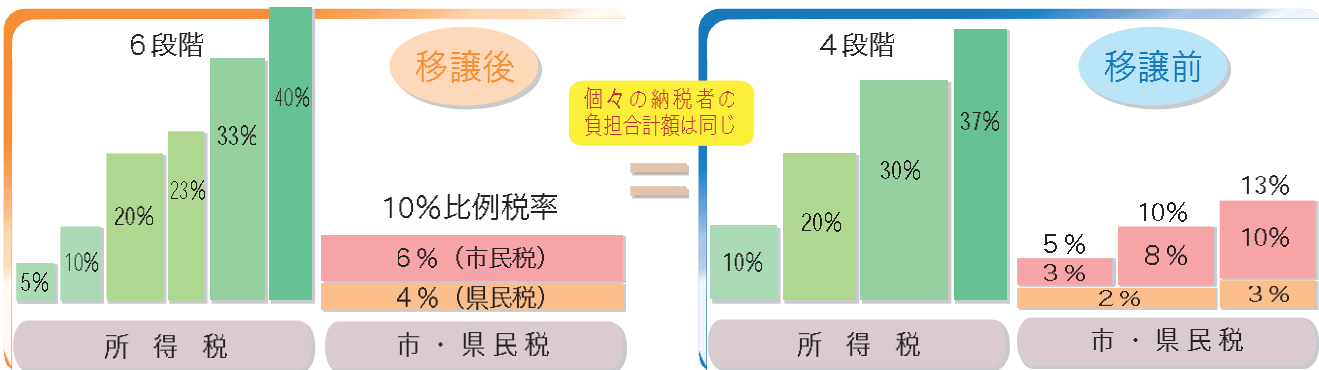 6段階
移譲後
5%
10%
20%
23%
33%
40%
10%比例税率
6%（市民税）
4%（県民税）
所得税
市・県民税
個々の納税者の
負担合計額は同じ
＝
4段階
移譲前
10%
20%
30%
37%
5%
3%
10%
8%
13%
10%
2%
3%
所得税
市・県民税